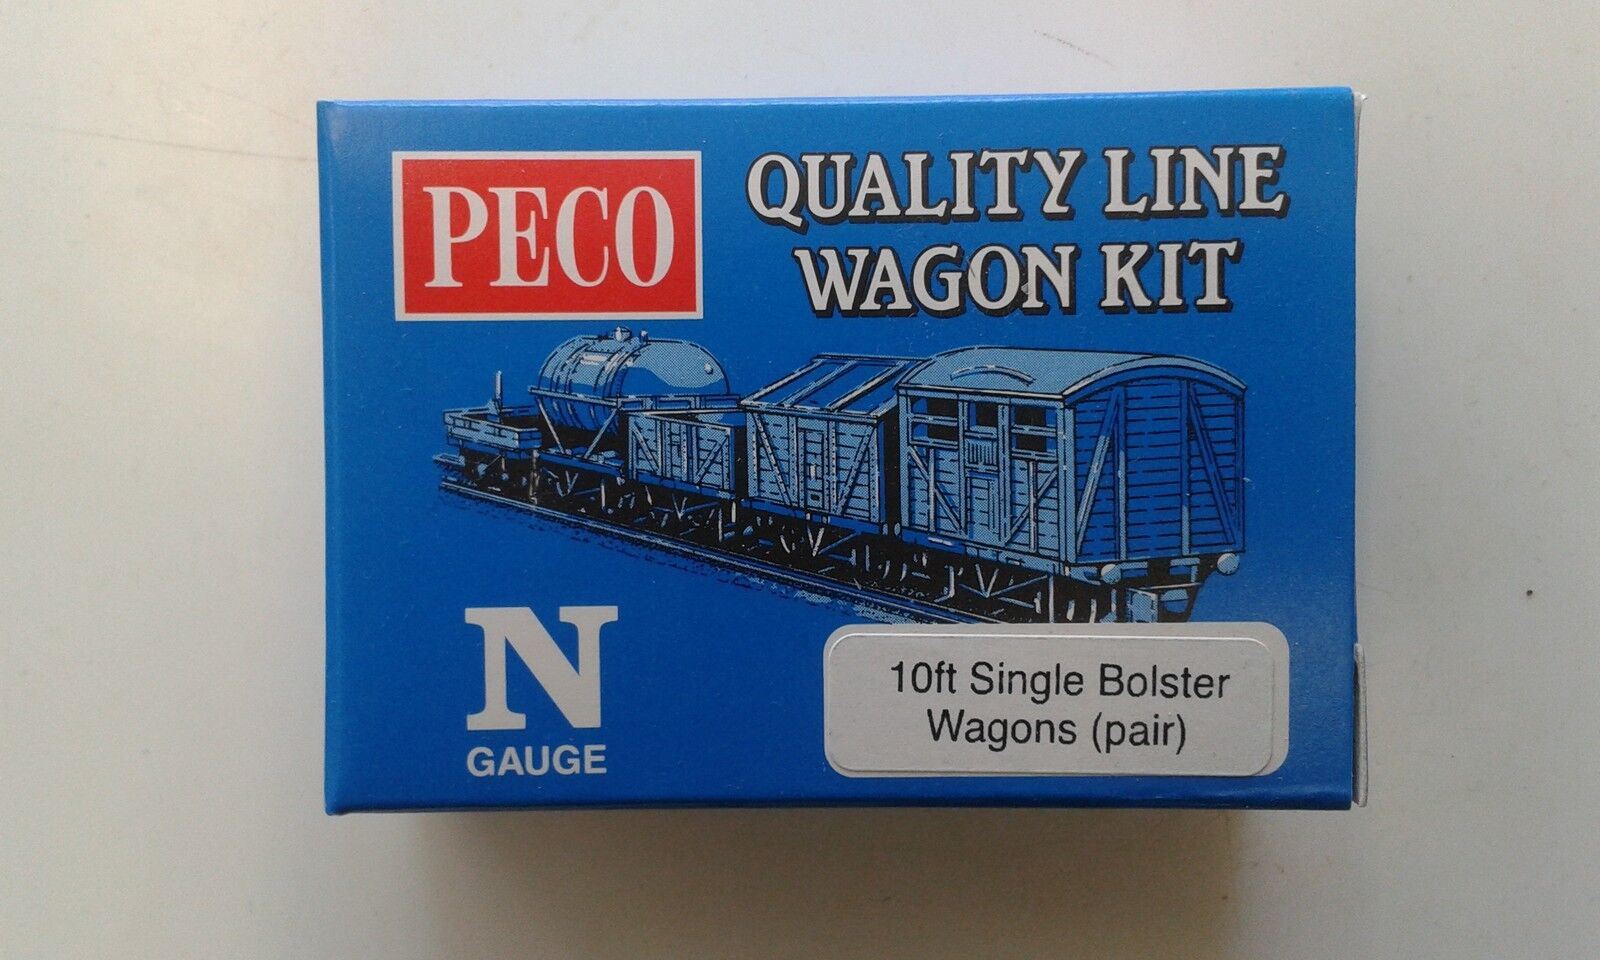 PECO
QUALITY LINE
WAGON KIT
N
GAUGE
10ft Single Bolster
Wagons (pair)